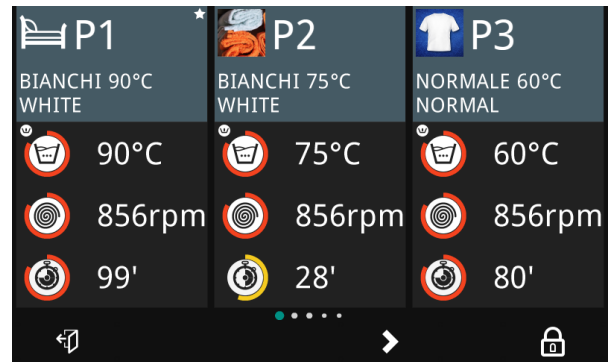 P1
BIANCHI 90°C
WHITE
90°C
856rpm
99'
P2
BIANCHI 75°C
WHITE
75°C
856rpm
28'
P3
NORMALE 60°C
NORMAL
60°C
856rpm
80'